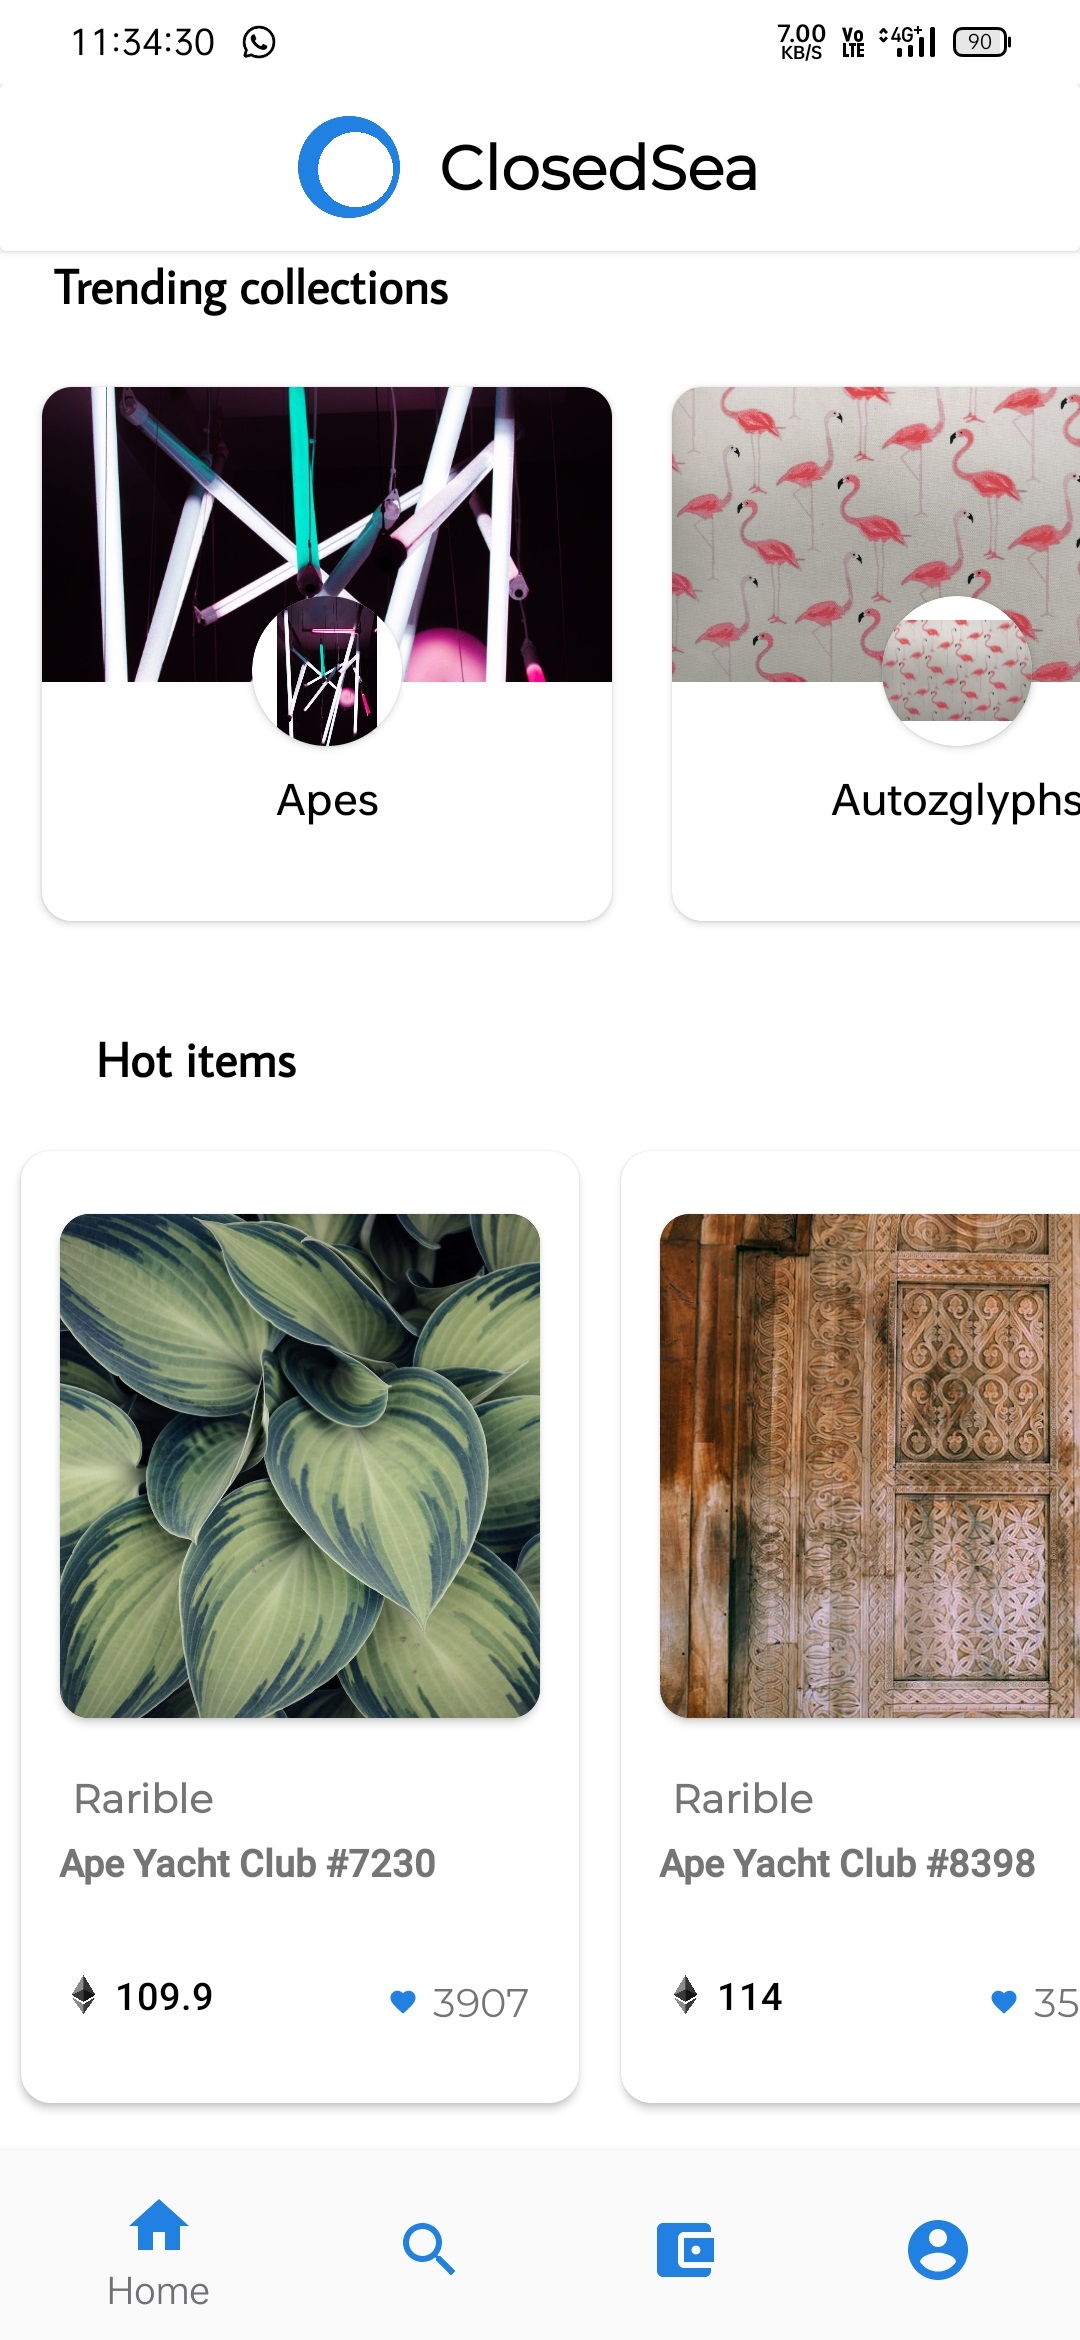 11:34:30
7.00
KB/S
Vo
LTE
4G+
90
ClosedSea
Trending collections
Apes
Autozglyphs
Hot items
Rarible
Ape Yacht Club #7230
109.9
3907
Rarible
Ape Yacht Club #8398
114
35
Home